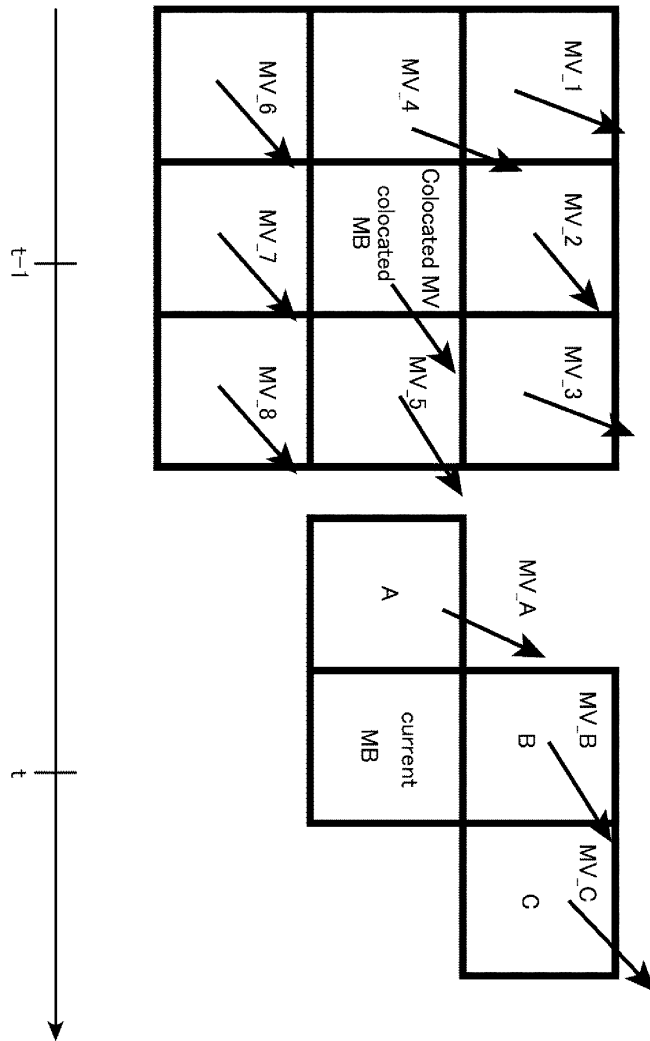 MV_1
MV_2
MV_3
MV_4
Colocated MV
colocated
MB
MV_5
MV_6
MV_7
MV_8
MV_A
MV_B
MV_C
A
B
C
current
MB
t-1
t